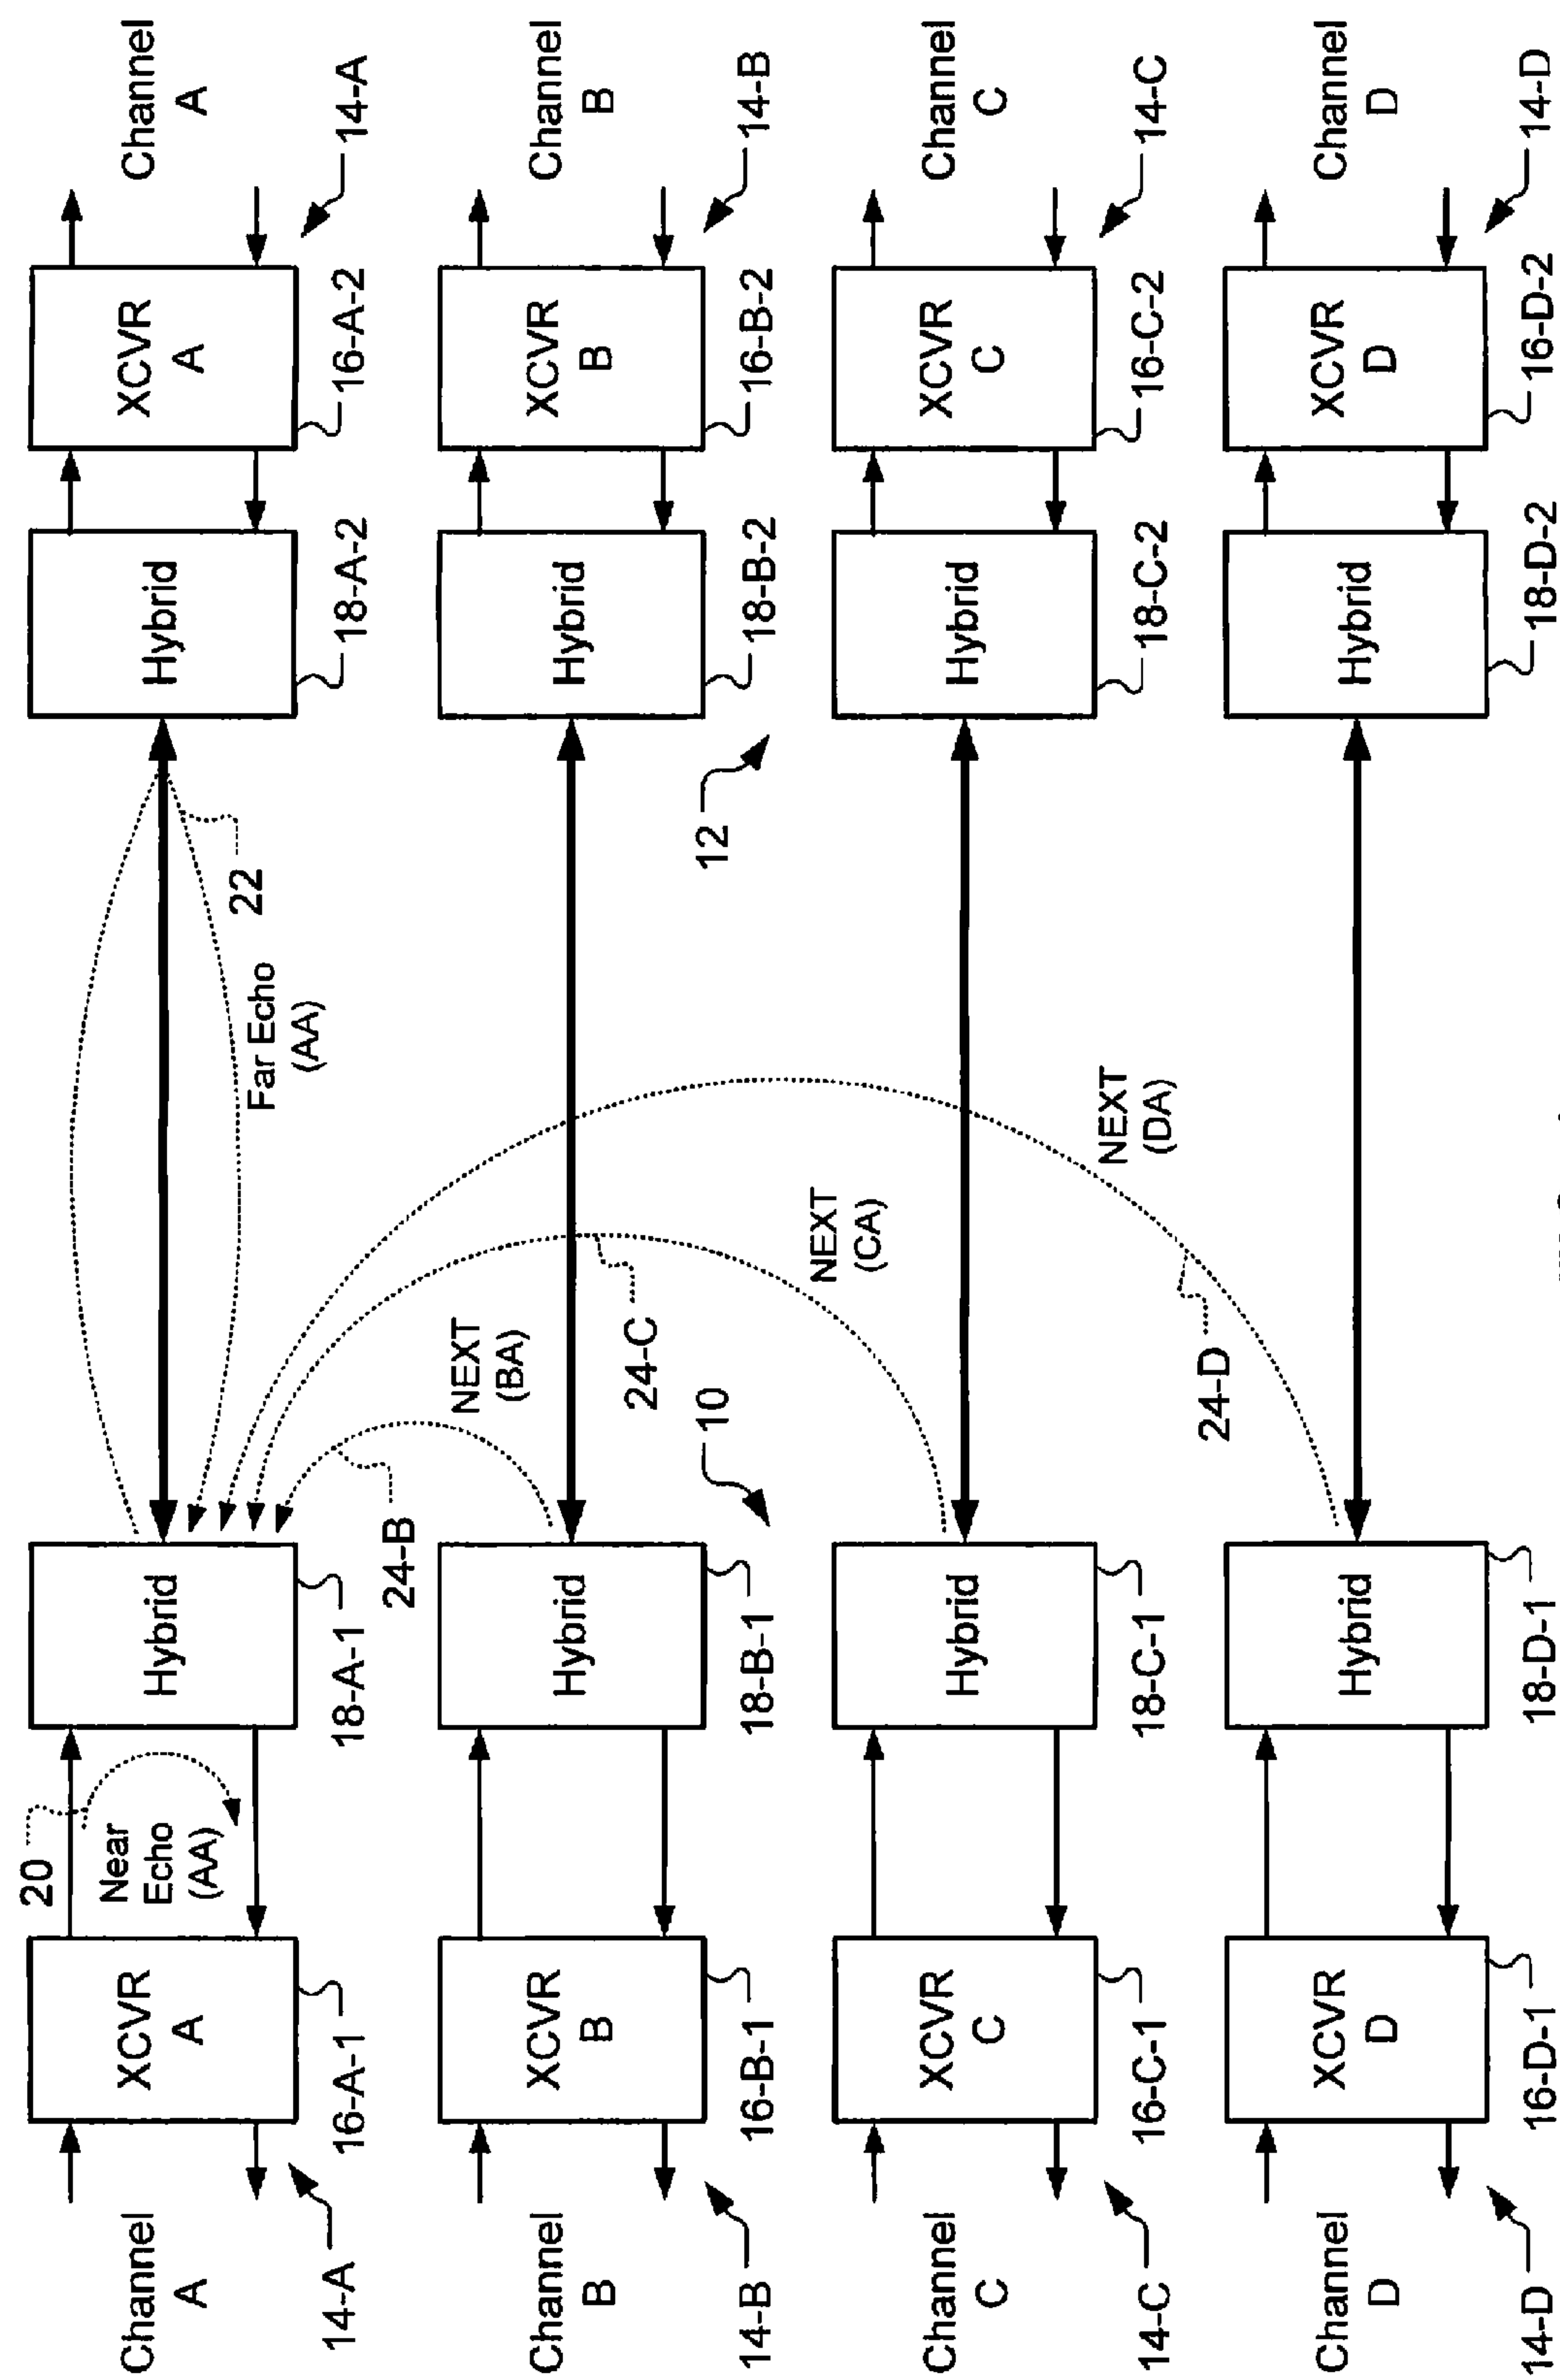 Channel
A
14-A
XCVR
A
16-A-1
20
Near
Echo
(AA)
Hybrid
18-A-1
Far Echo
(AA)
22
Hybrid
18-A-2
XCVR
A
16-A-2
Channel
A
14-A
Channel
B
14-B
XCVR
B
16-B-1
Hybrid
18-B-1
24-B
NEXT
(BA)
24-C
Hybrid
18-B-2
XCVR
B
16-B-2
Channel
B
14-B
10
12
Channel
C
14-C
XCVR
C
16-C-1
Hybrid
18-C-1
NEXT
(CA)
Hybrid
18-C-2
XCVR
C
16-C-2
Channel
C
14-C
Channel
D
14-D
XCVR
D
16-D-1
Hybrid
18-D-1
24-D
NEXT
(DA)
Hybrid
18-D-2
XCVR
D
16-D-2
Channel
D
14-D